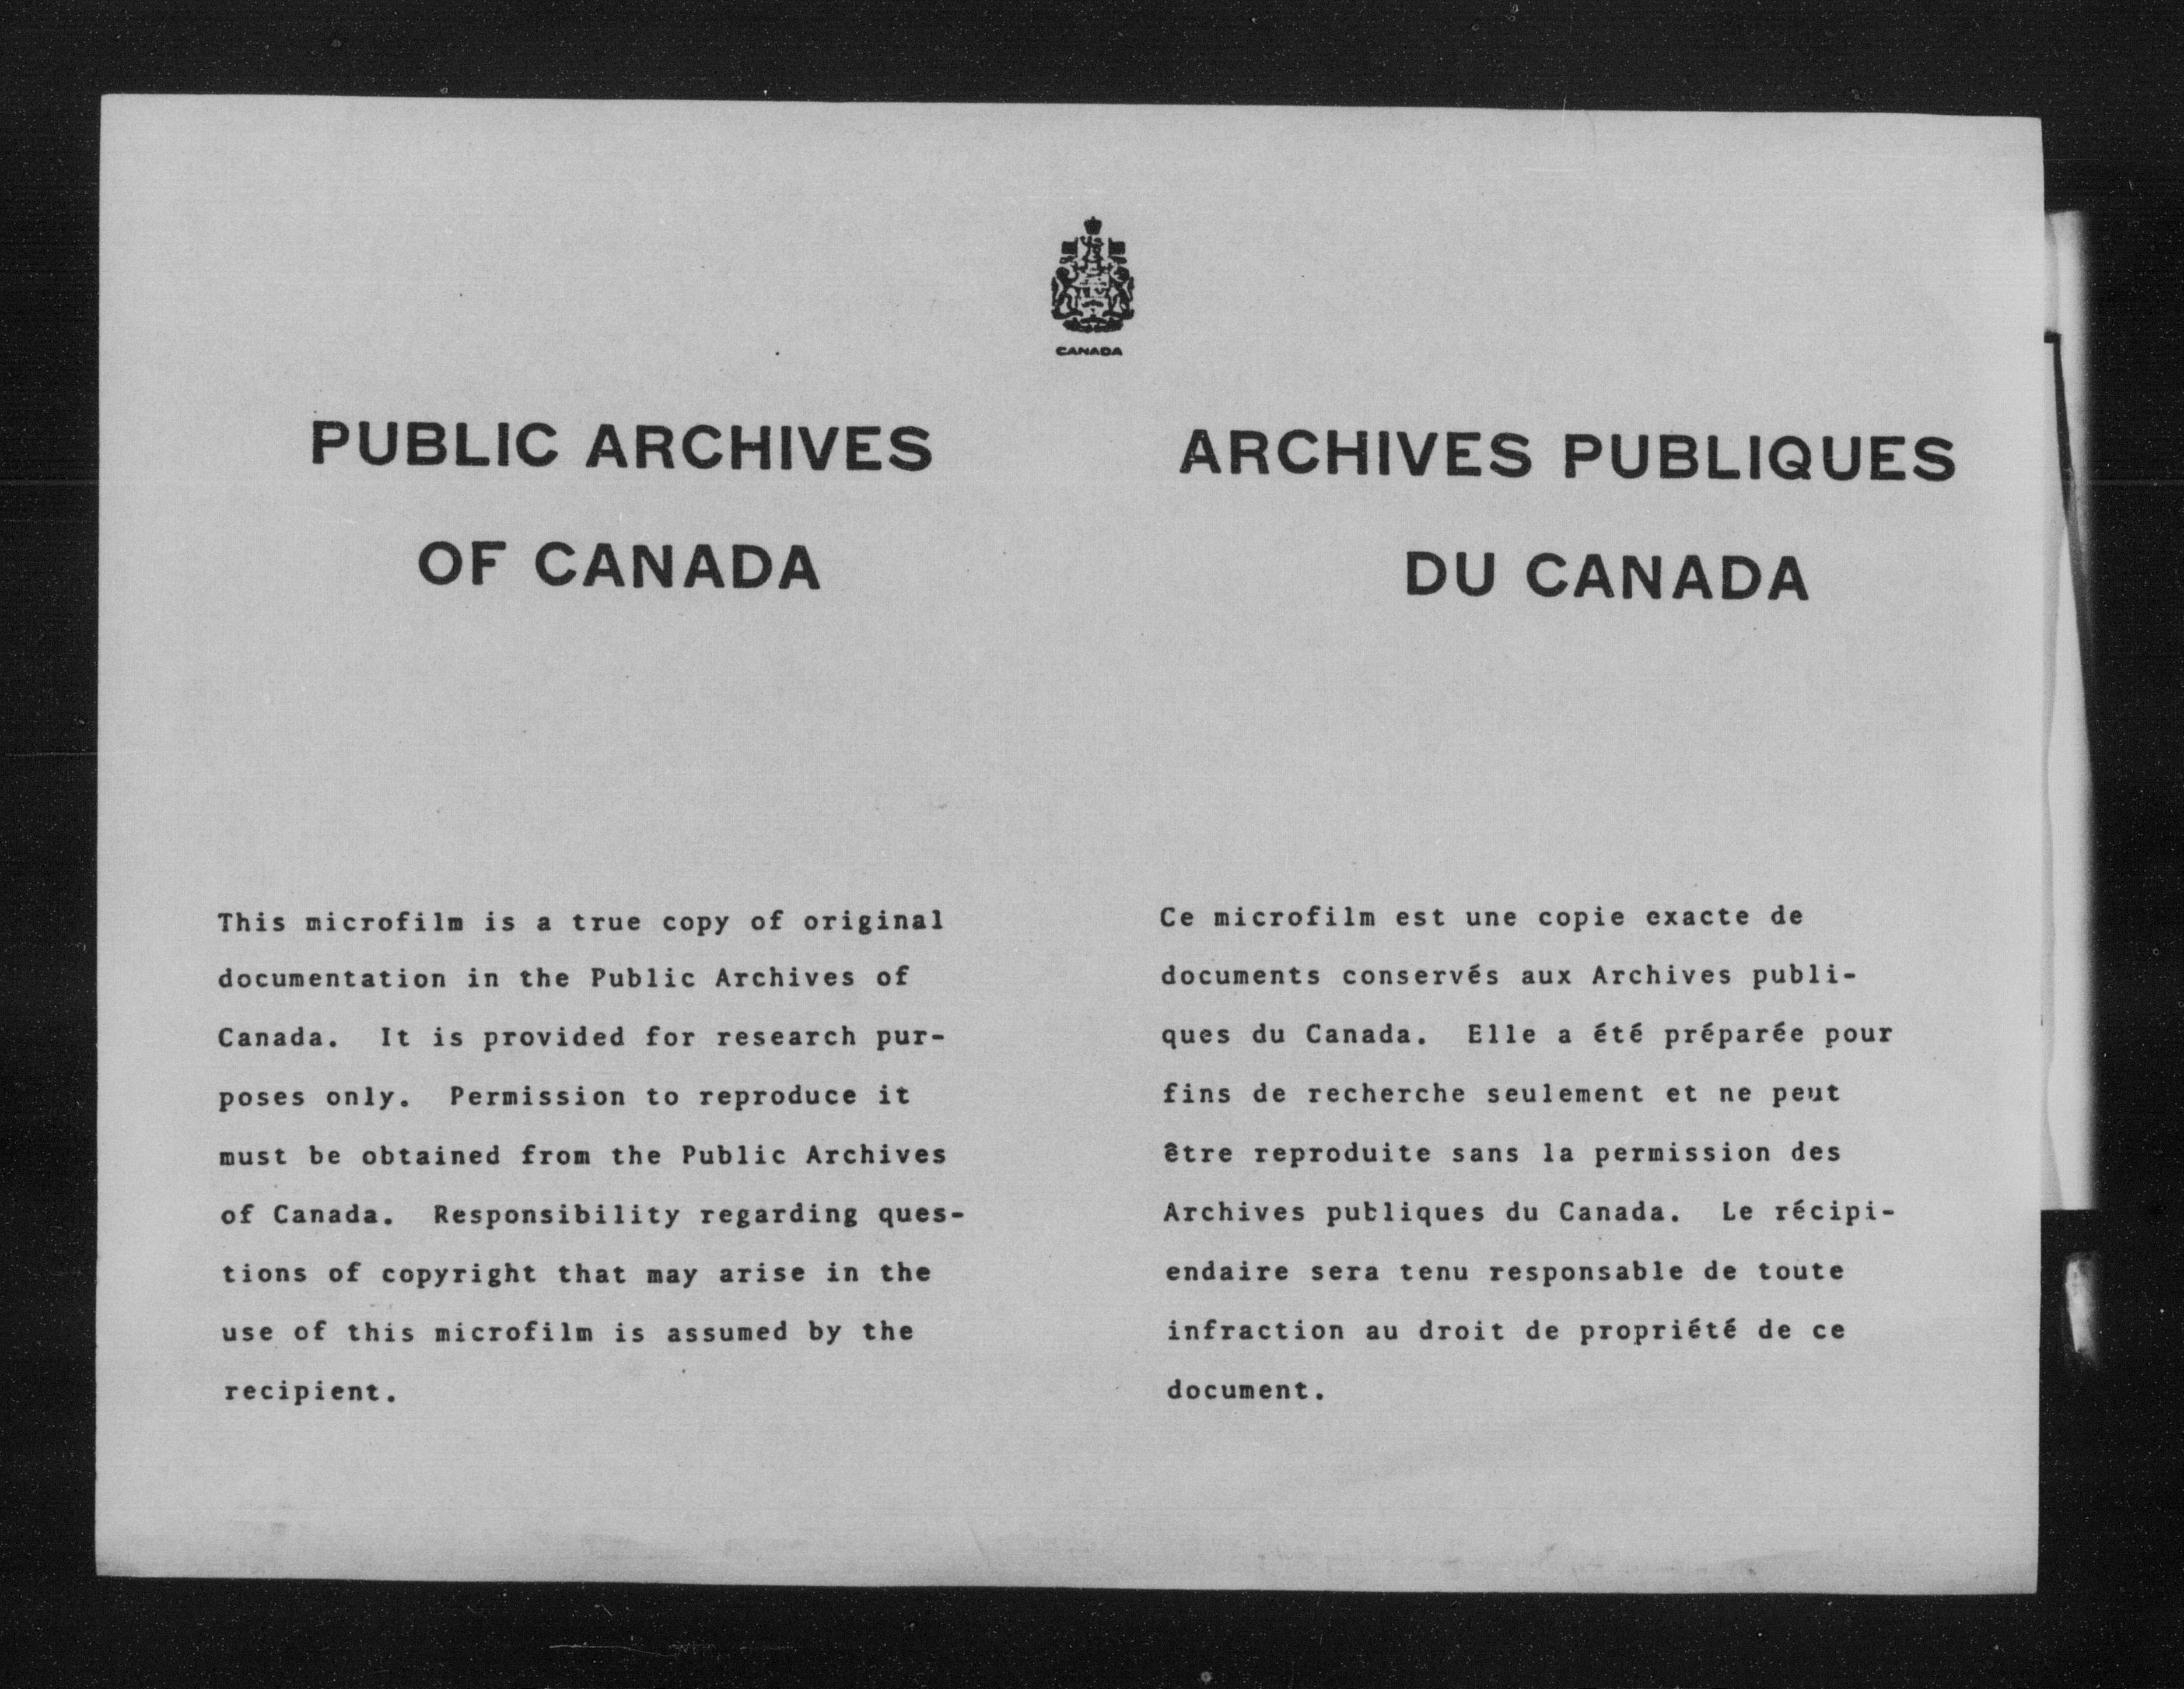 CANADA
PUBLIC ARCHIVES
OF CANADA
This microfilm is a true copy of original
documentation in the Public Archives of
Canada. It is provided for research pur-
poses only. Permission to reproduce it
must be obtained from the Public Archives
of Canada. Responsibility regarding ques-
tions of copyright that may arise in the
use of this microfilm is assumed by the
recipient.
ARCHIVES PUBLIQUES
DU CANADA
Ce microfilm est une copie exacte de
documents conservés aux Archives publi-
ques du Canada. Elle a été préparée pour
fins de recherche seulement et ne peut
être reproduite sans la permission des
Archives publiques du Canada. Le récipi-
endaire sera tenu responsable de toute
infraction au droit de propriété de ce
document.